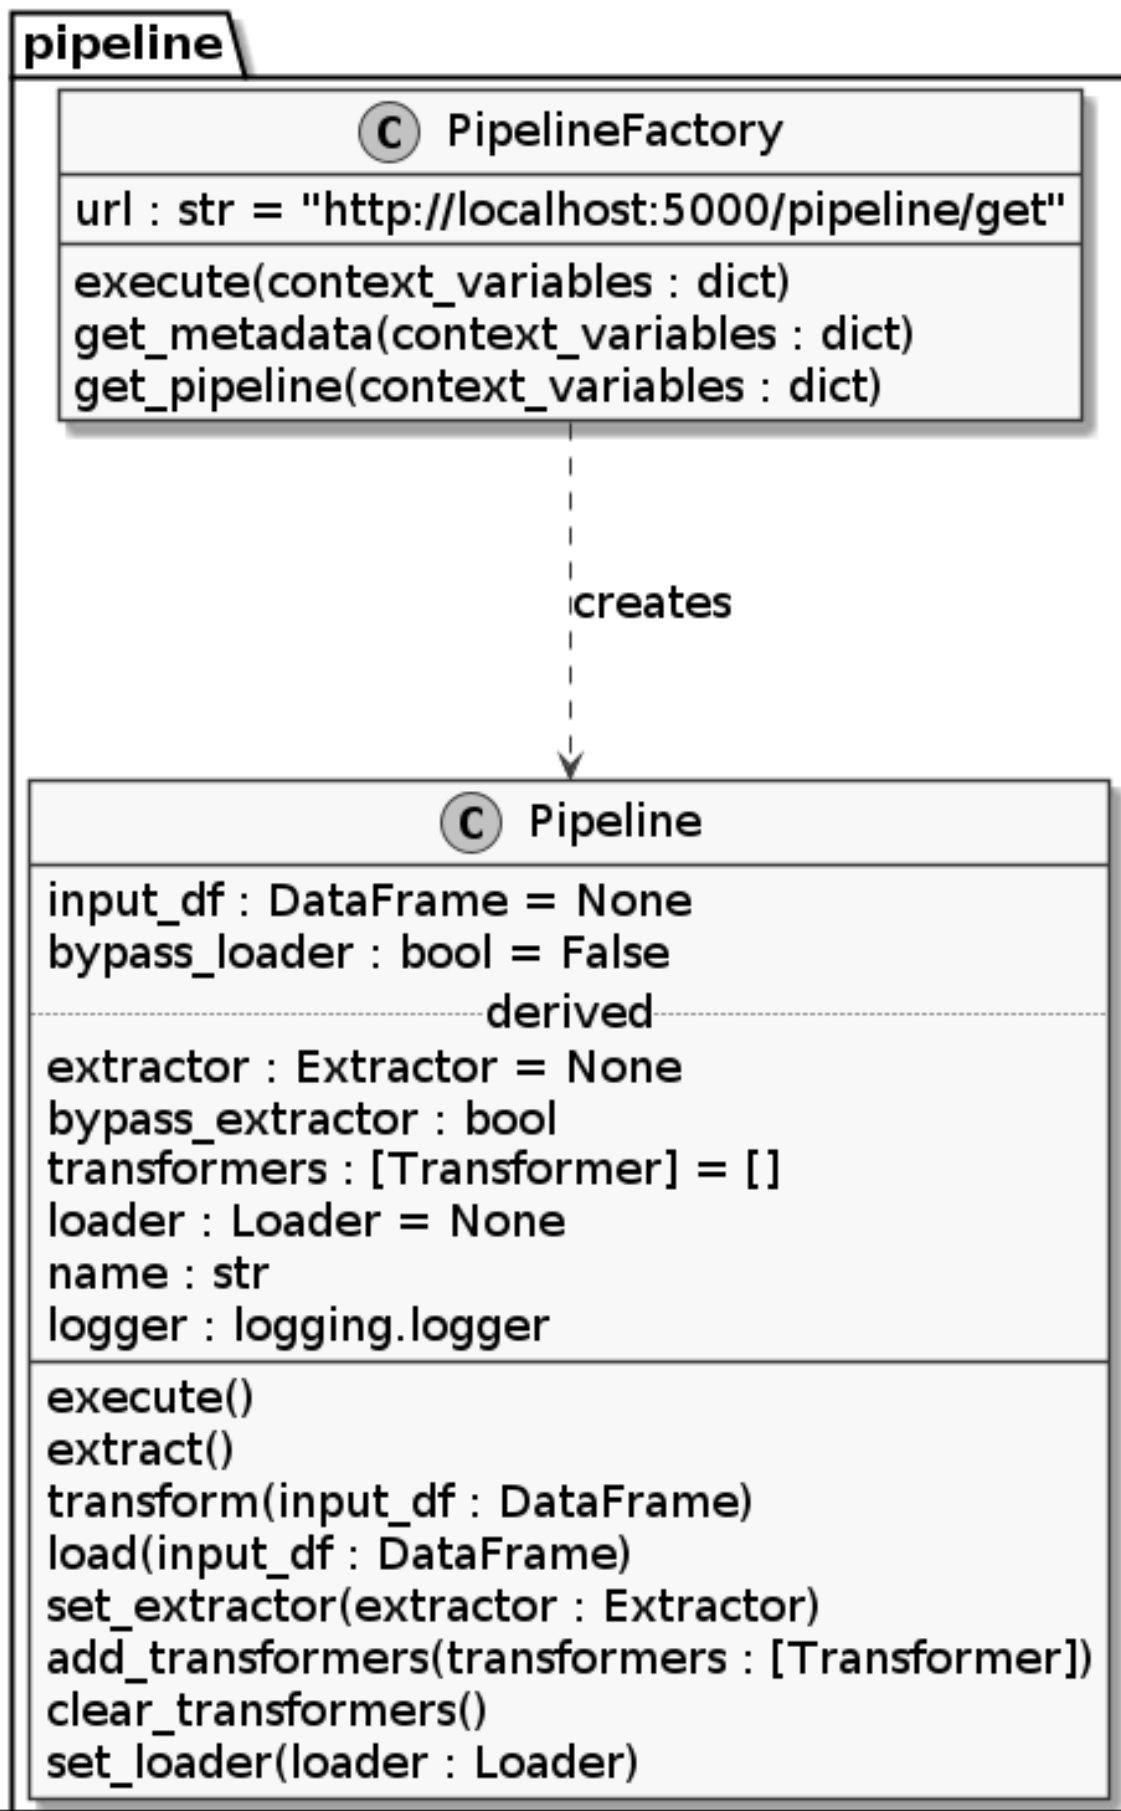 pipeline
C PipelineFactory
url : str = "http://localhost:5000/pipeline/get"
execute(context_variables : dict)
get_metadata(context_variables : dict)
get_pipeline(context_variables : dict)
creates
C Pipeline
input_df : DataFrame = None
bypass_loader : bool = False
derived
extractor : Extractor = None
bypass_extractor : bool
transformers : [Transformer] = []
loader : Loader = None
name : str
logger : logging.logger
execute()
extract()
transform(input_df : DataFrame)
load(input_df : DataFrame)
set_extractor(extractor : Extractor)
add_transformers(transformers : [Transformer])
clear_transformers()
set_loader(loader : Loader)